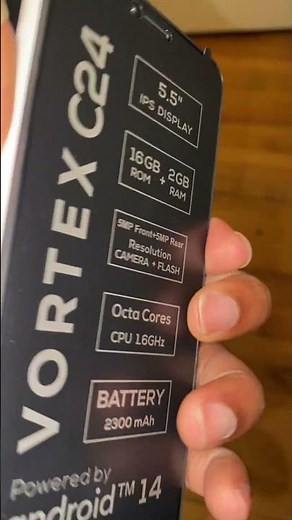 VORTEX C24
5.5"
IPS DISPLAY
16GB + 2GB
ROM RAM
5MP Front+5MP Rear
Resolution
CAMERA + FLASH
Octa Cores
CPU 1.6GHz
BATTERY
2300 mAh
Powered by
android™ 14